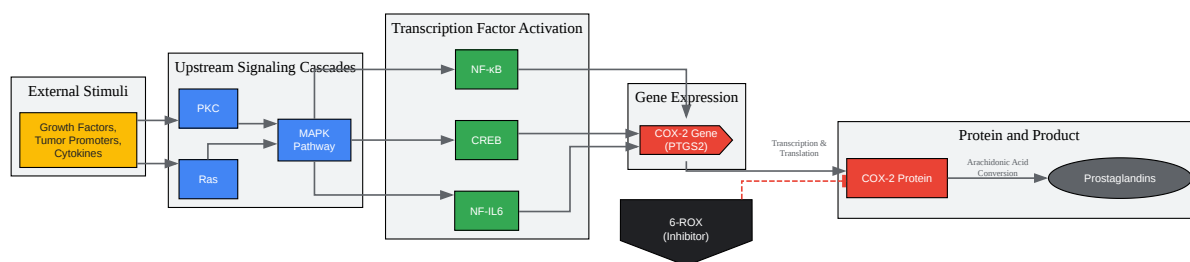 External Stimuli
Growth Factors,
Tumor Promoters,
Cytokines
Upstream Signaling Cascades
PKC
Ras
MAPK
Pathway
Transcription Factor Activation
NF-κB
CREB
NF-IL6
Gene Expression
COX-2 Gene
(PTGS2)
6-ROX
(Inhibitor)
Transcription &
Translation
Protein and Product
COX-2 Protein
Arachidonic Acid
Conversion
Prostaglandins